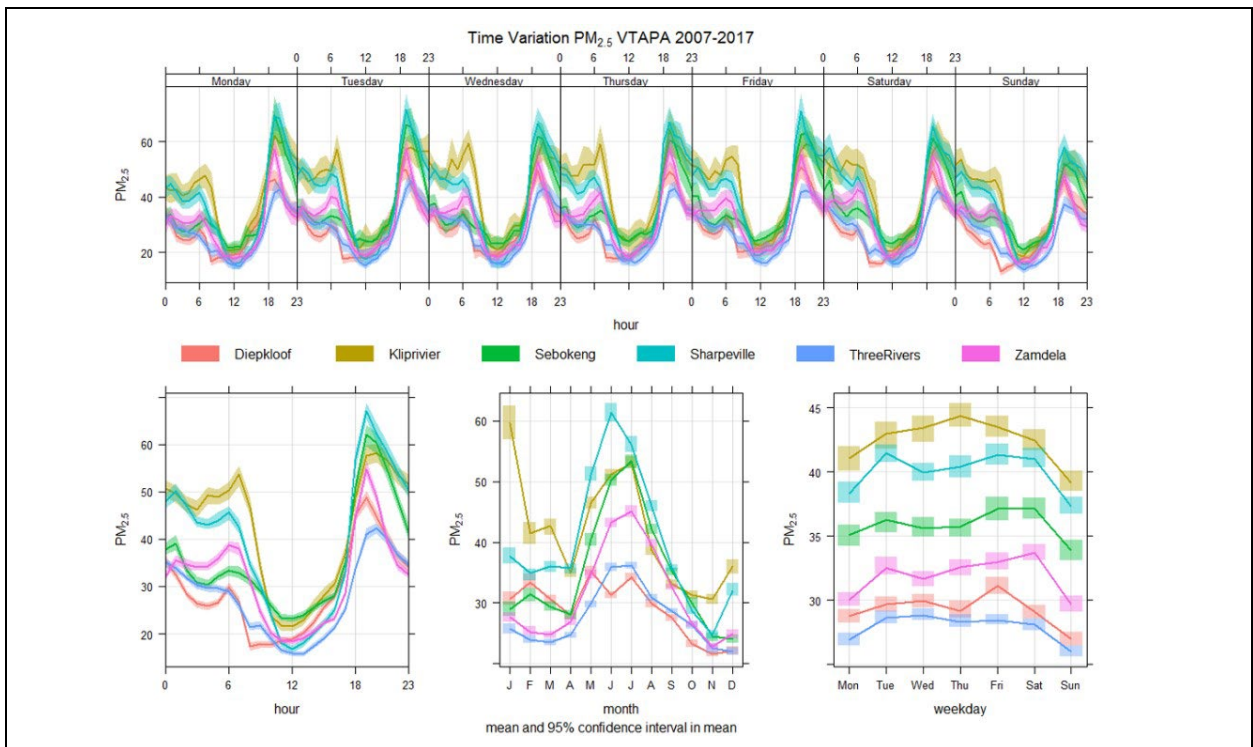 Time Variation PM2.5 VTAPA 2007-2017
0 6 12 18 23 0 6 12 18 23 0 6 12 18 23
Monday Tuesday Wednesday Thursday Friday Saturday Sunday
60
40
20
PM2.5
0 6 12 18 23 0 6 12 18 23 0 6 12 18 23 0 6 12 18 23
hour
Diepkloof Kliprivier Sebokeng Sharpeville ThreeRivers Zamdela
60
50
40
30
20
PM2.5
0 6 12 18 23
hour
60
50
40
30
PM2.5
J F M A M J J A S O N D
month
mean and 95% confidence interval in mean
45
40
35
30
PM2.5
Mon Tue Wed Thu Fri Sat Sun
weekday